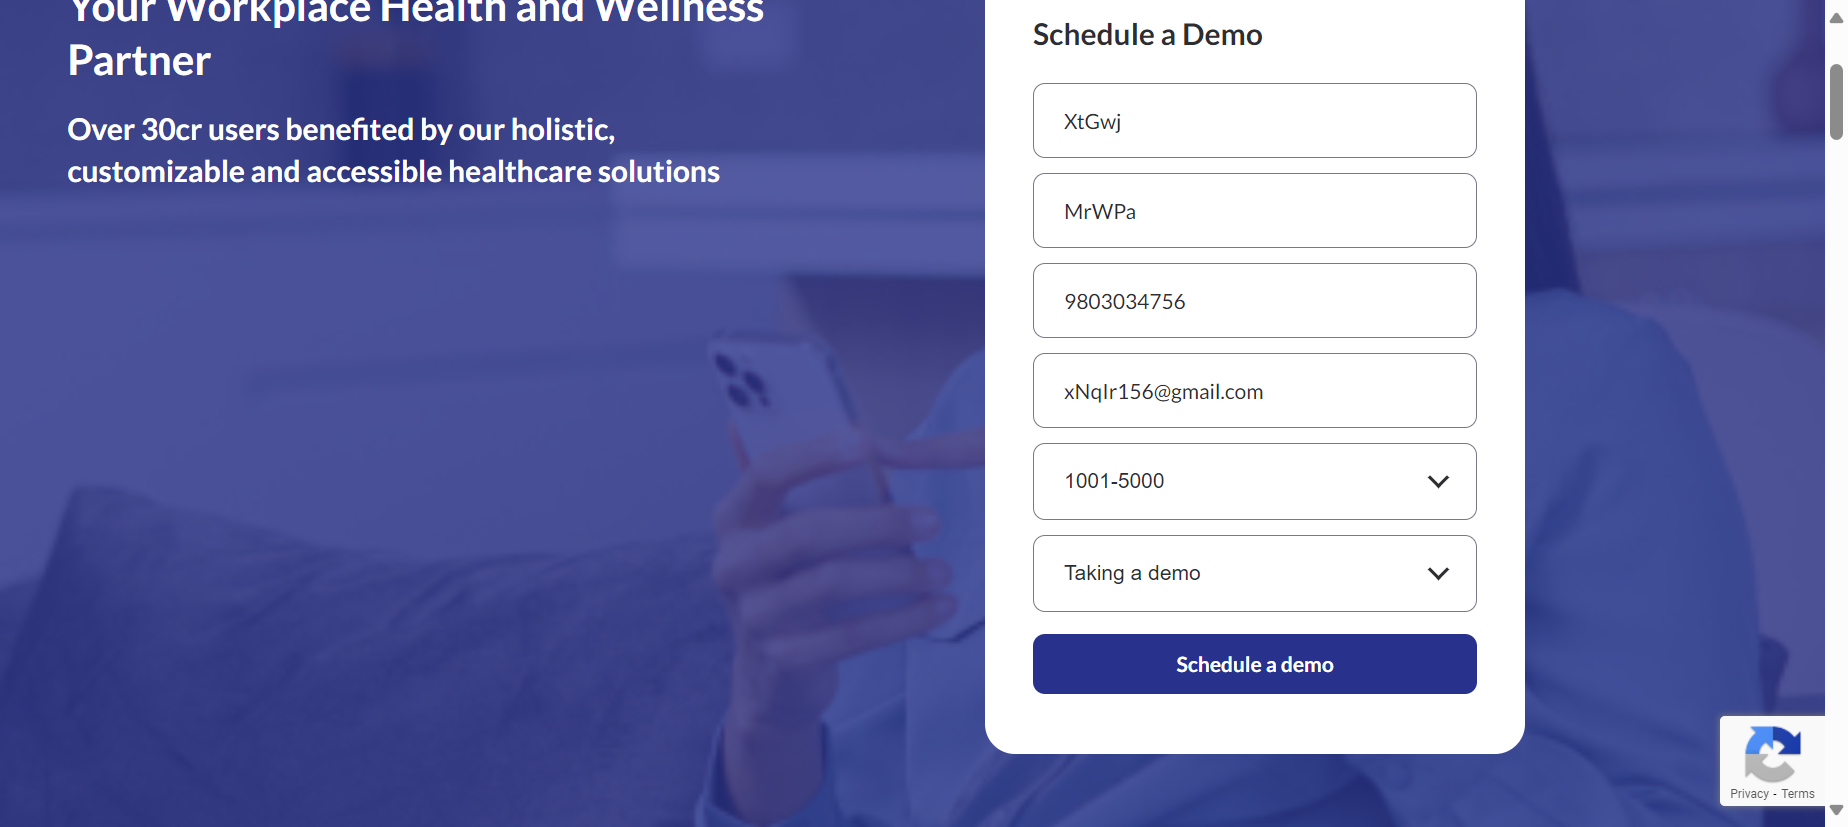 Your Workplace Health and Wellness
Partner
Over 30cr users benefited by our holistic,
customizable and accessible healthcare solutions
Schedule a Demo
XtGwj
MrWPa
9803034756
xNqIr156@gmail.com
1001-5000
Taking a demo
Schedule a demo
Privacy - Terms